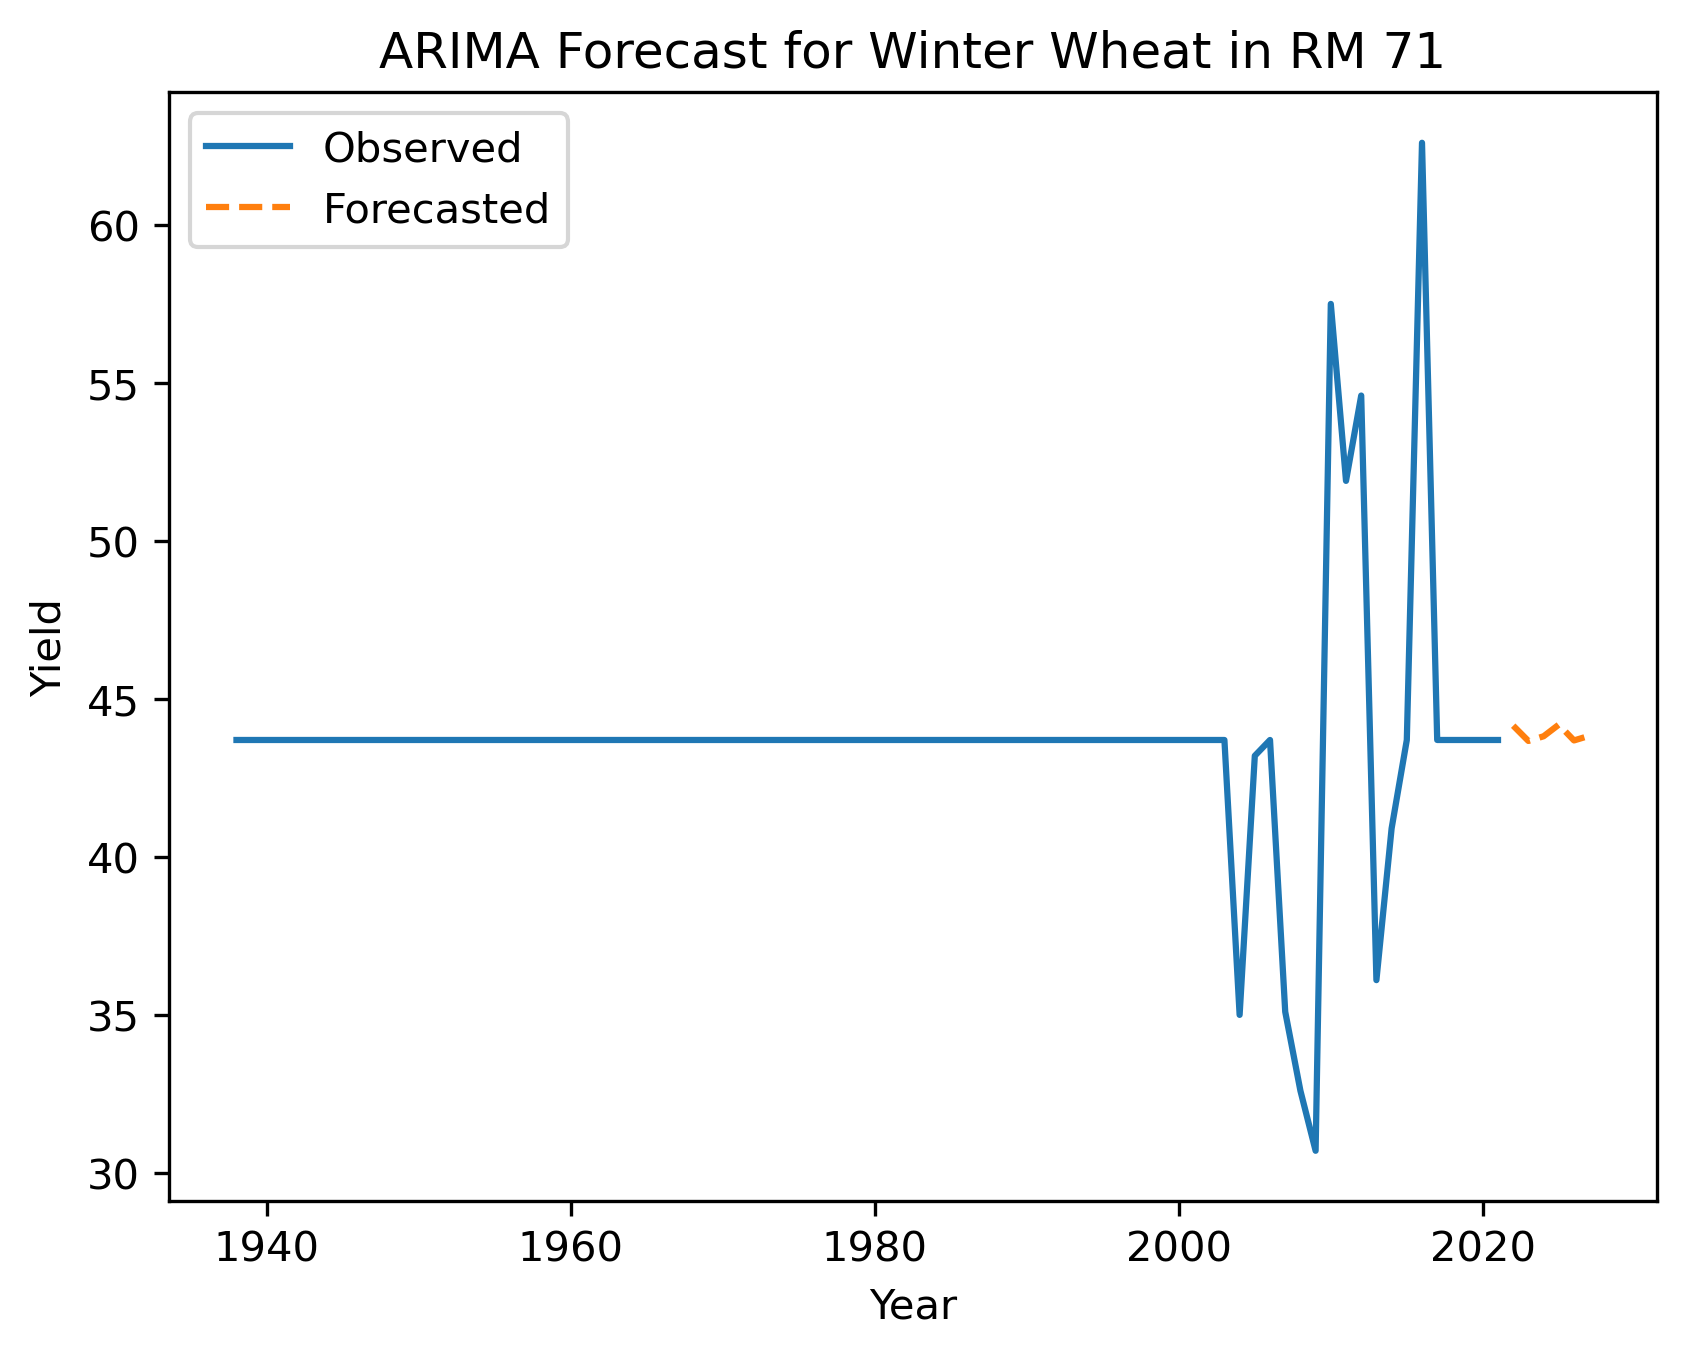 ARIMA Forecast for Winter Wheat in RM 71
Observed
Forecasted
60
55
50
45
40
35
30
Yield
1940 1960 1980 2000 2020
Year